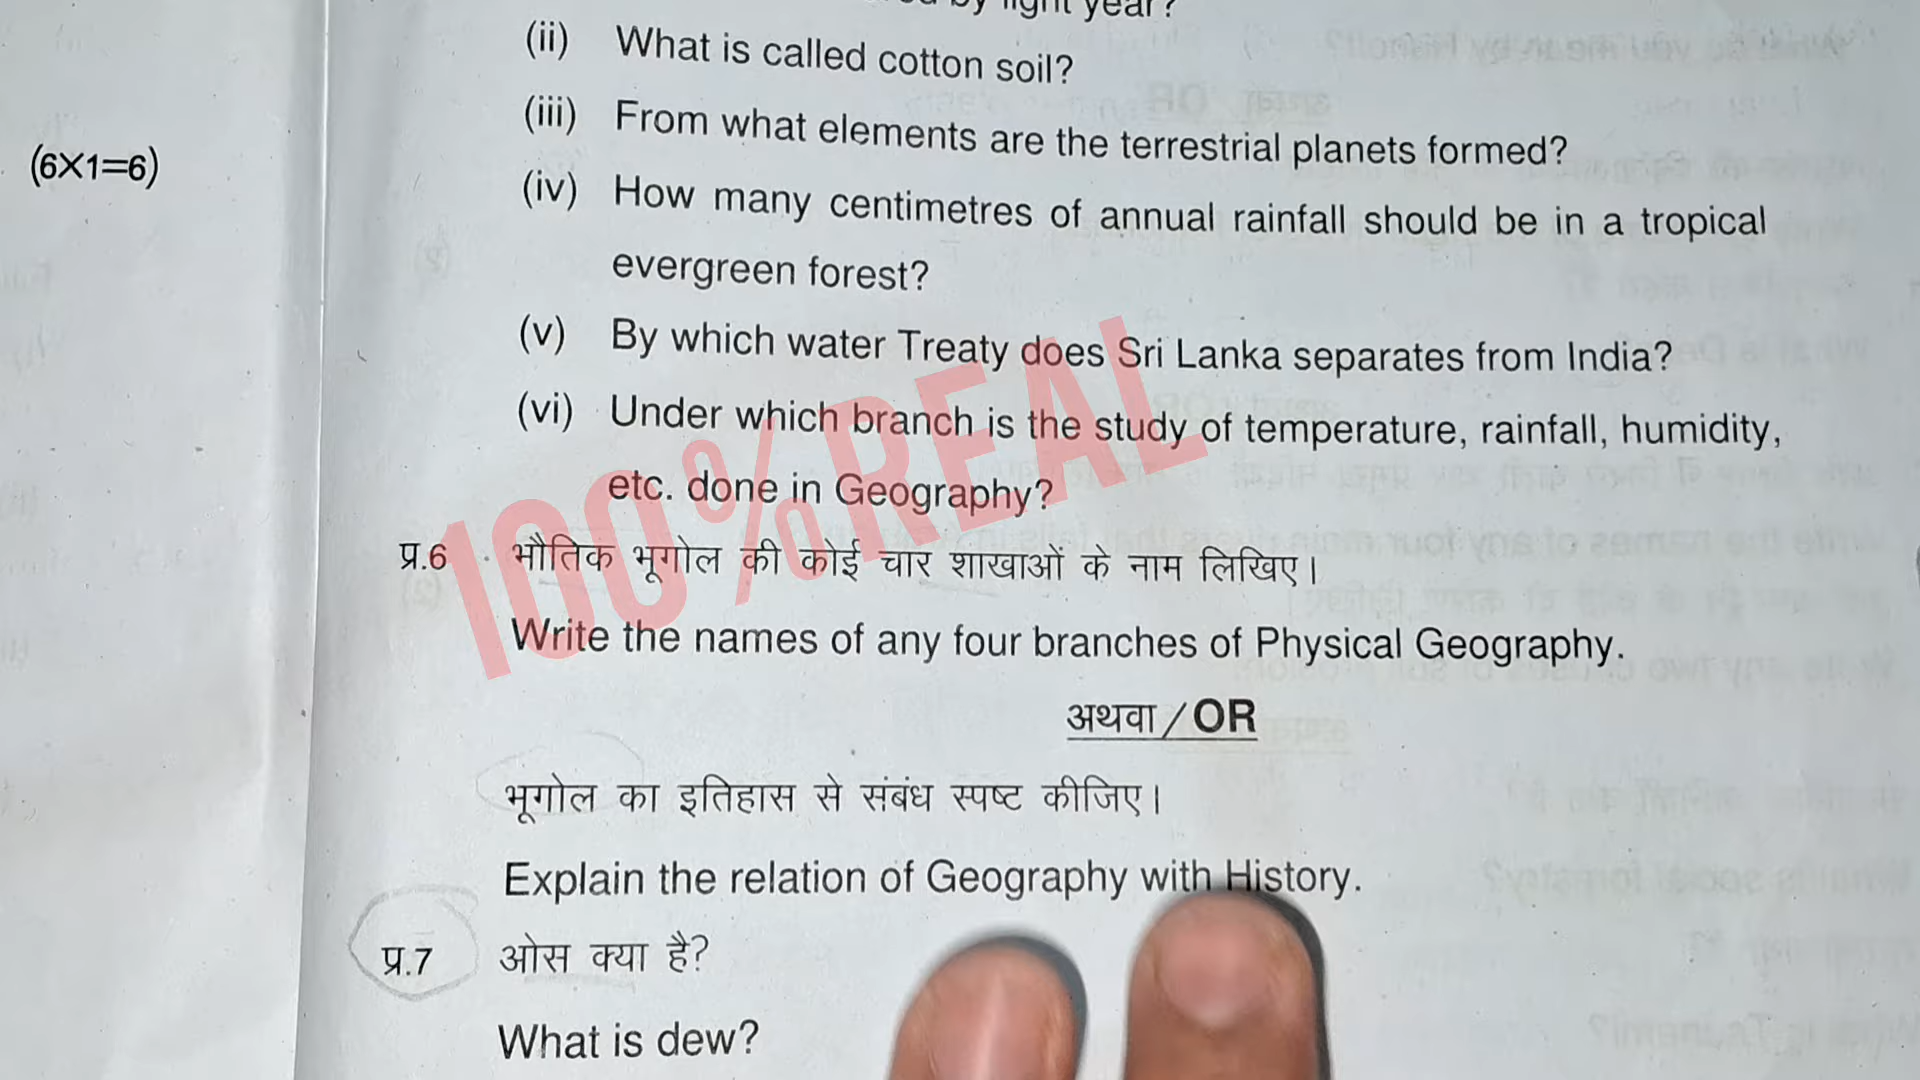 by light year?
(ii) What is called cotton soil?
(iii) From what elements are the terrestrial planets formed?
(6X1=6)
(iv) How many centimetres of annual rainfall should be in a tropical
evergreen forest?
(v) By which water Treaty does Sri Lanka separates from India?
(vi) Under which branch is the study of temperature, rainfall, humidity,
etc. done in Geography?
100% REAL
प्र.6 भौतिक भूगोल की कोई चार शाखाओं के नाम लिखिए।
Write the names of any four branches of Physical Geography.
अथवा / OR
भूगोल का इतिहास से संबंध स्पष्ट कीजिए।
Explain the relation of Geography with History.
प्र.7 ओस क्या है?
What is dew?